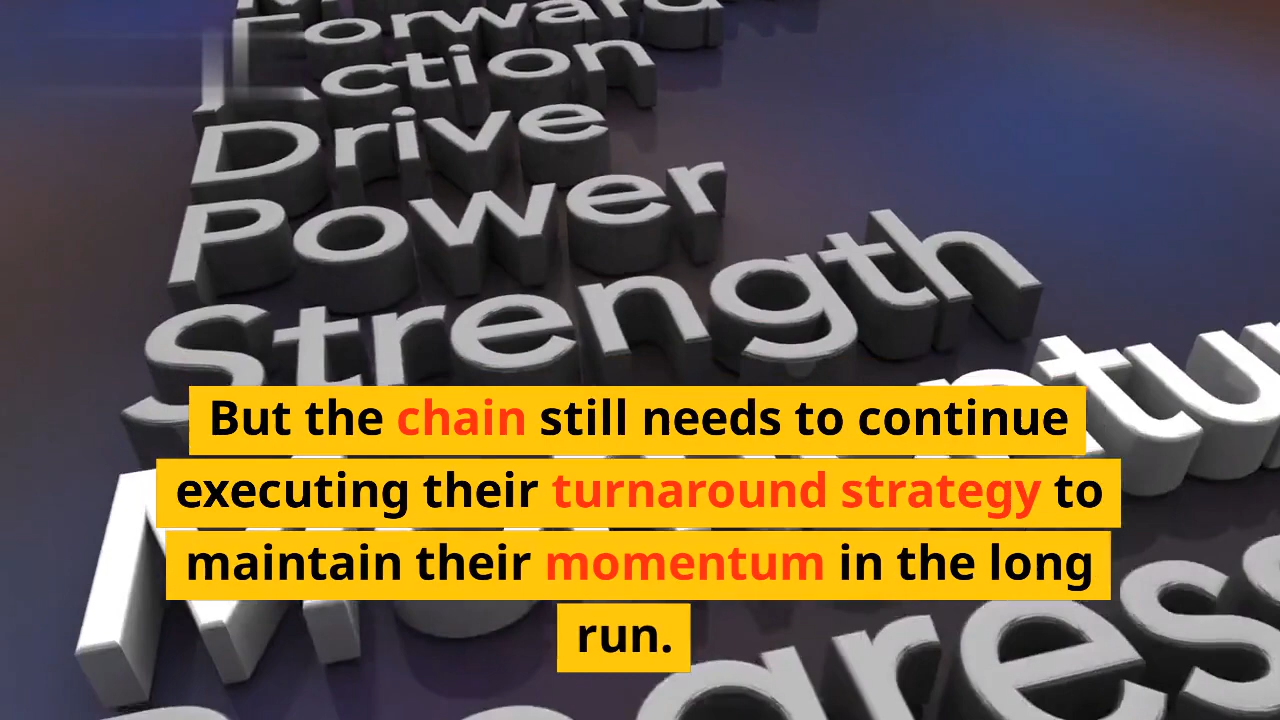 Forward
Action
Drive
Power
Strength
But the chain still needs to continue
executing their turnaround strategy to
maintain their momentum in the long
run.